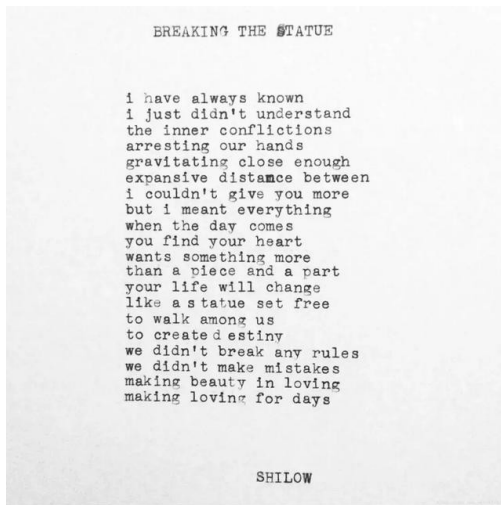 BREAKING THE STATUE
i have always known
i just didn't understand
the inner conflictions
arresting our hands
gravitating close enough
expansive distance between
i couldn't give you more
but i meant everything
when the day comes
you find your heart
wants something more
than a piece and a part
your life will change
like a statue set free
to walk among us
to create d estiny
we didn't break any rules
we didn't make mistakes
making beauty in loving
making loving for days
SHILOW